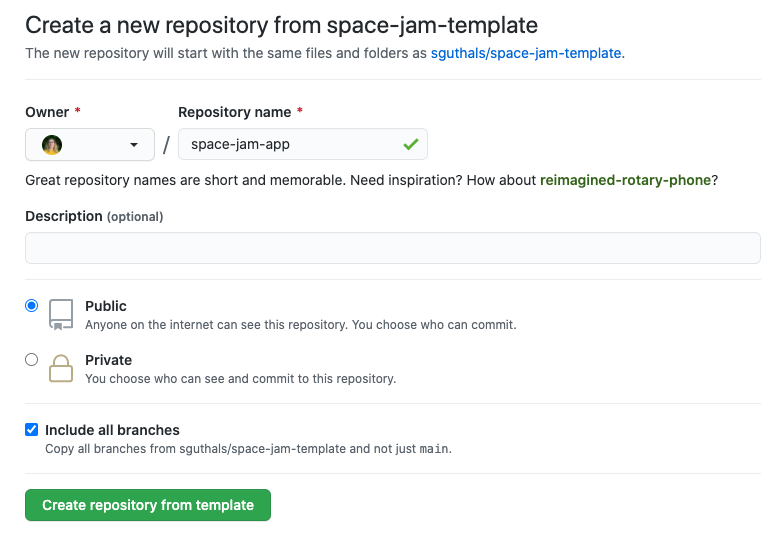 Create a new repository from space-jam-template
The new repository will start with the same files and folders as sguthals/space-jam-template.
Owner * Repository name *
/ space-jam-app
Great repository names are short and memorable. Need inspiration? How about reimagined-rotary-phone?
Description (optional)
Public
Anyone on the internet can see this repository. You choose who can commit.
Private
You choose who can see and commit to this repository.
Include all branches
Copy all branches from sguthals/space-jam-template and not just main.
Create repository from template